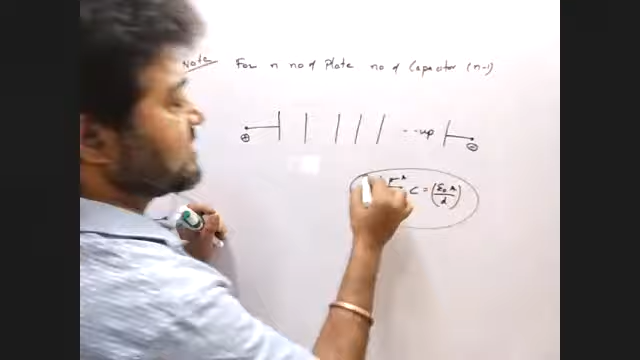 Note For n no of Plate no of Capacitor (n-1)
⊕ --- up ⊖
C = (ε₀A/d)